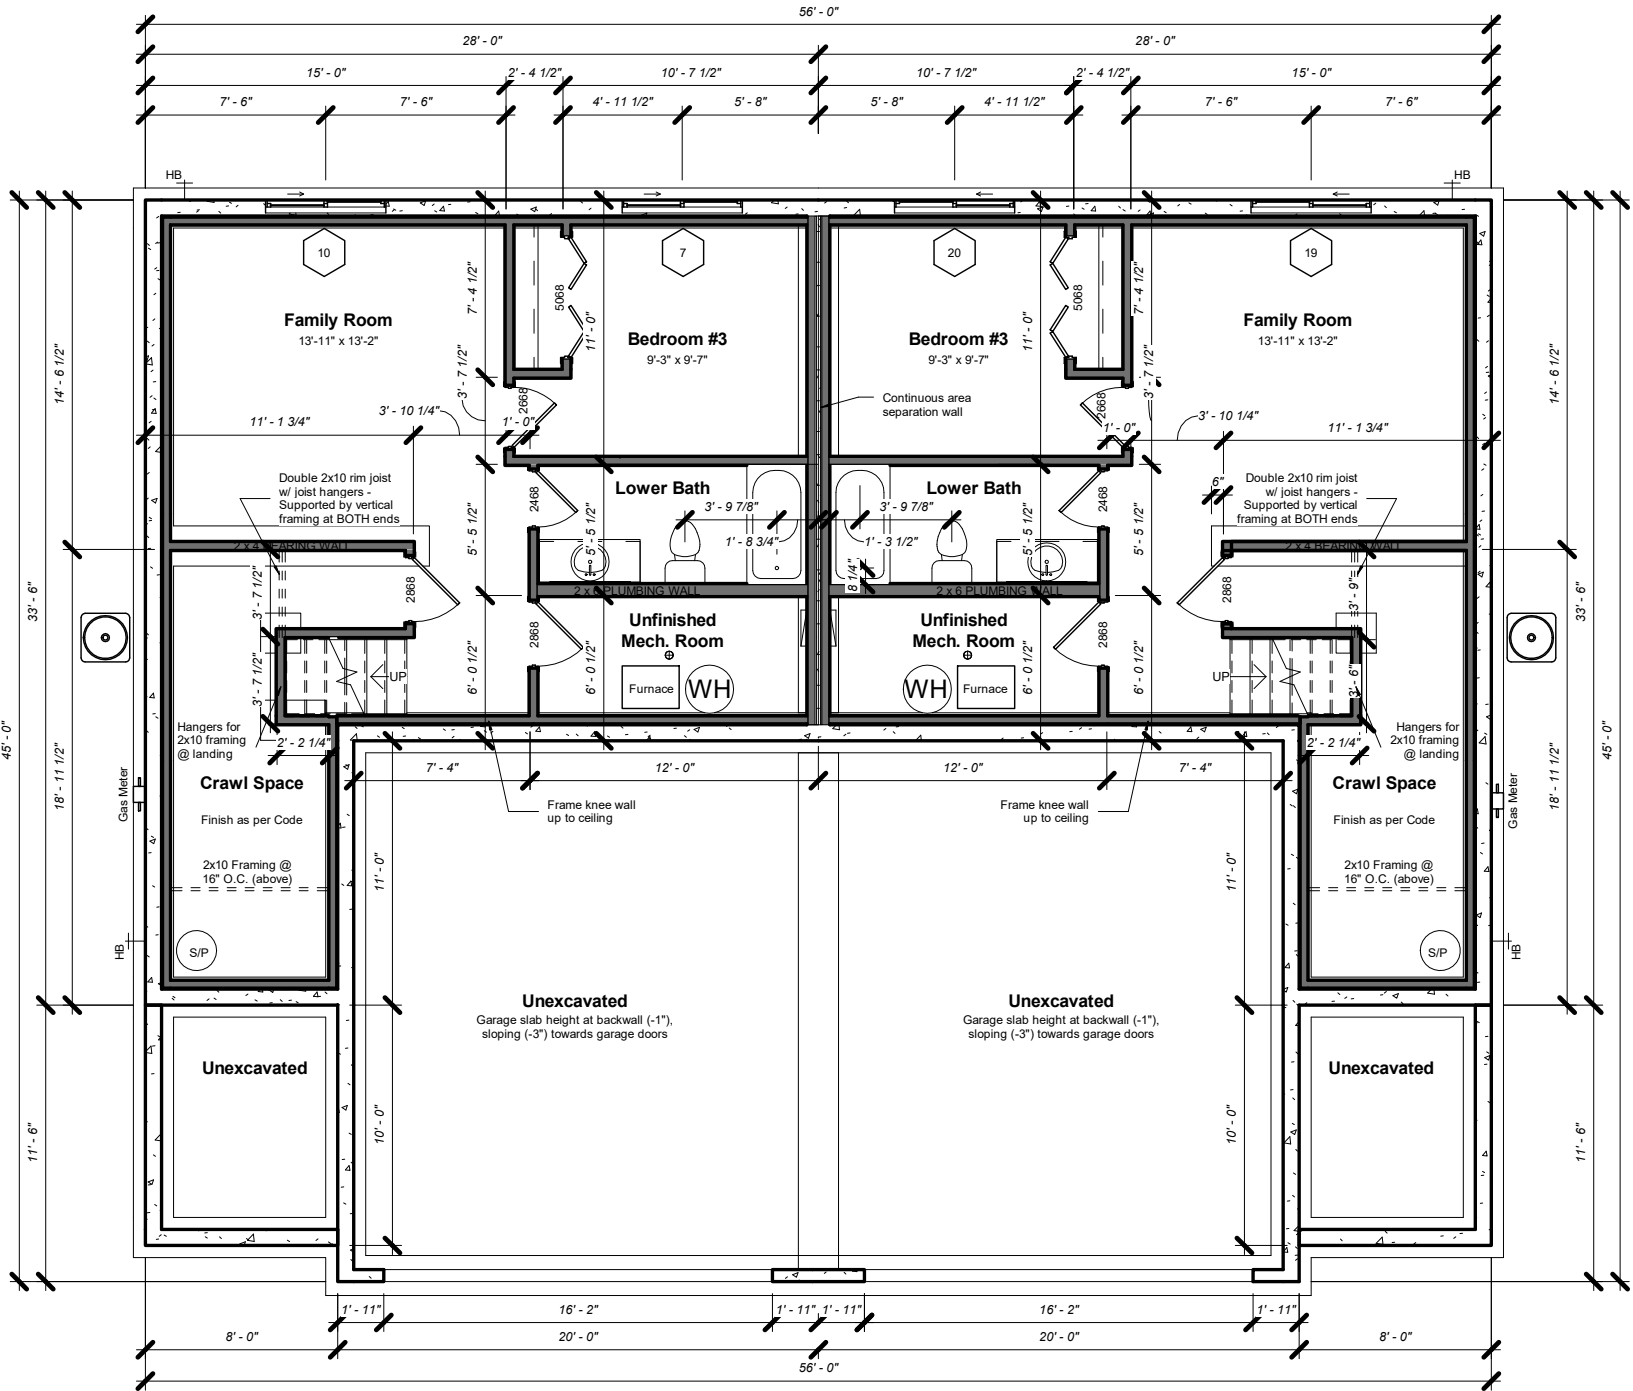 56' - 0"
28' - 0"
28' - 0"
15' - 0"
2' - 4 1/2"
10' - 7 1/2"
10' - 7 1/2"
2' - 4 1/2"
15' - 0"
7' - 6"
7' - 6"
4' - 11 1/2"
5' - 8"
5' - 8"
4' - 11 1/2"
7' - 6"
7' - 6"
HB
HB
10
7
20
19
7' - 4 1/2"
5068
11' - 0"
11' - 0"
5068
7' - 4 1/2"
Family Room
13'-11" x 13'-2"
Bedroom #3
9'-3" x 9'-7"
Bedroom #3
9'-3" x 9'-7"
Family Room
13'-11" x 13'-2"
14' - 6 1/2"
14' - 6 1/2"
3' - 7 1/2"
3' - 7 1/2"
2668
2668
Continuous area
separation wall
11' - 1 3/4"
3' - 10 1/4"
1' - 0"
1' - 0"
3' - 10 1/4"
11' - 1 3/4"
Double 2x10 rim joist
w/ joist hangers -
Supported by vertical
framing at BOTH ends
6"
Double 2x10 rim joist
w/ joist hangers -
Supported by vertical
framing at BOTH ends
Lower Bath
Lower Bath
2468
2468
3' - 9 7/8"
3' - 9 7/8"
1' - 8 3/4"
1' - 3 1/2"
5' - 5 1/2"
5' - 5 1/2"
5' - 5 1/2"
5' - 5 1/2"
8 1/4"
2 x 4 BEARING WALL
2 x 4 BEARING WALL
2 x 6 PLUMBING WALL
2 x 6 PLUMBING WALL
33' - 6"
33' - 6"
3' - 7 1/2"
2868
2868
3' - 9"
Unfinished
Mech. Room
Unfinished
Mech. Room
2868
2868
3' - 7 1/2"
UP
6' - 0 1/2"
6' - 0 1/2"
Furnace
WH
WH
Furnace
6' - 0 1/2"
6' - 0 1/2"
UP
3' - 6"
Hangers for
2x10 framing
@ landing
2' - 2 1/4"
2' - 2 1/4"
Hangers for
2x10 framing
@ landing
45' - 0"
45' - 0"
18' - 11 1/2"
18' - 11 1/2"
Gas Meter
Gas Meter
7' - 4"
12' - 0"
12' - 0"
7' - 4"
Crawl Space
Finish as per Code
2x10 Framing @
16" O.C. (above)
Frame knee wall
up to ceiling
Frame knee wall
up to ceiling
Crawl Space
Finish as per Code
2x10 Framing @
16" O.C. (above)
11' - 0"
11' - 0"
HB
S/P
S/P
HB
Unexcavated
Garage slab height at backwall (-1"),
sloping (-3") towards garage doors
Unexcavated
Garage slab height at backwall (-1"),
sloping (-3") towards garage doors
Unexcavated
Unexcavated
11' - 6"
10' - 0"
10' - 0"
11' - 6"
1' - 11"
16' - 2"
1' - 11"
1' - 11"
16' - 2"
1' - 11"
8' - 0"
20' - 0"
20' - 0"
8' - 0"
56' - 0"